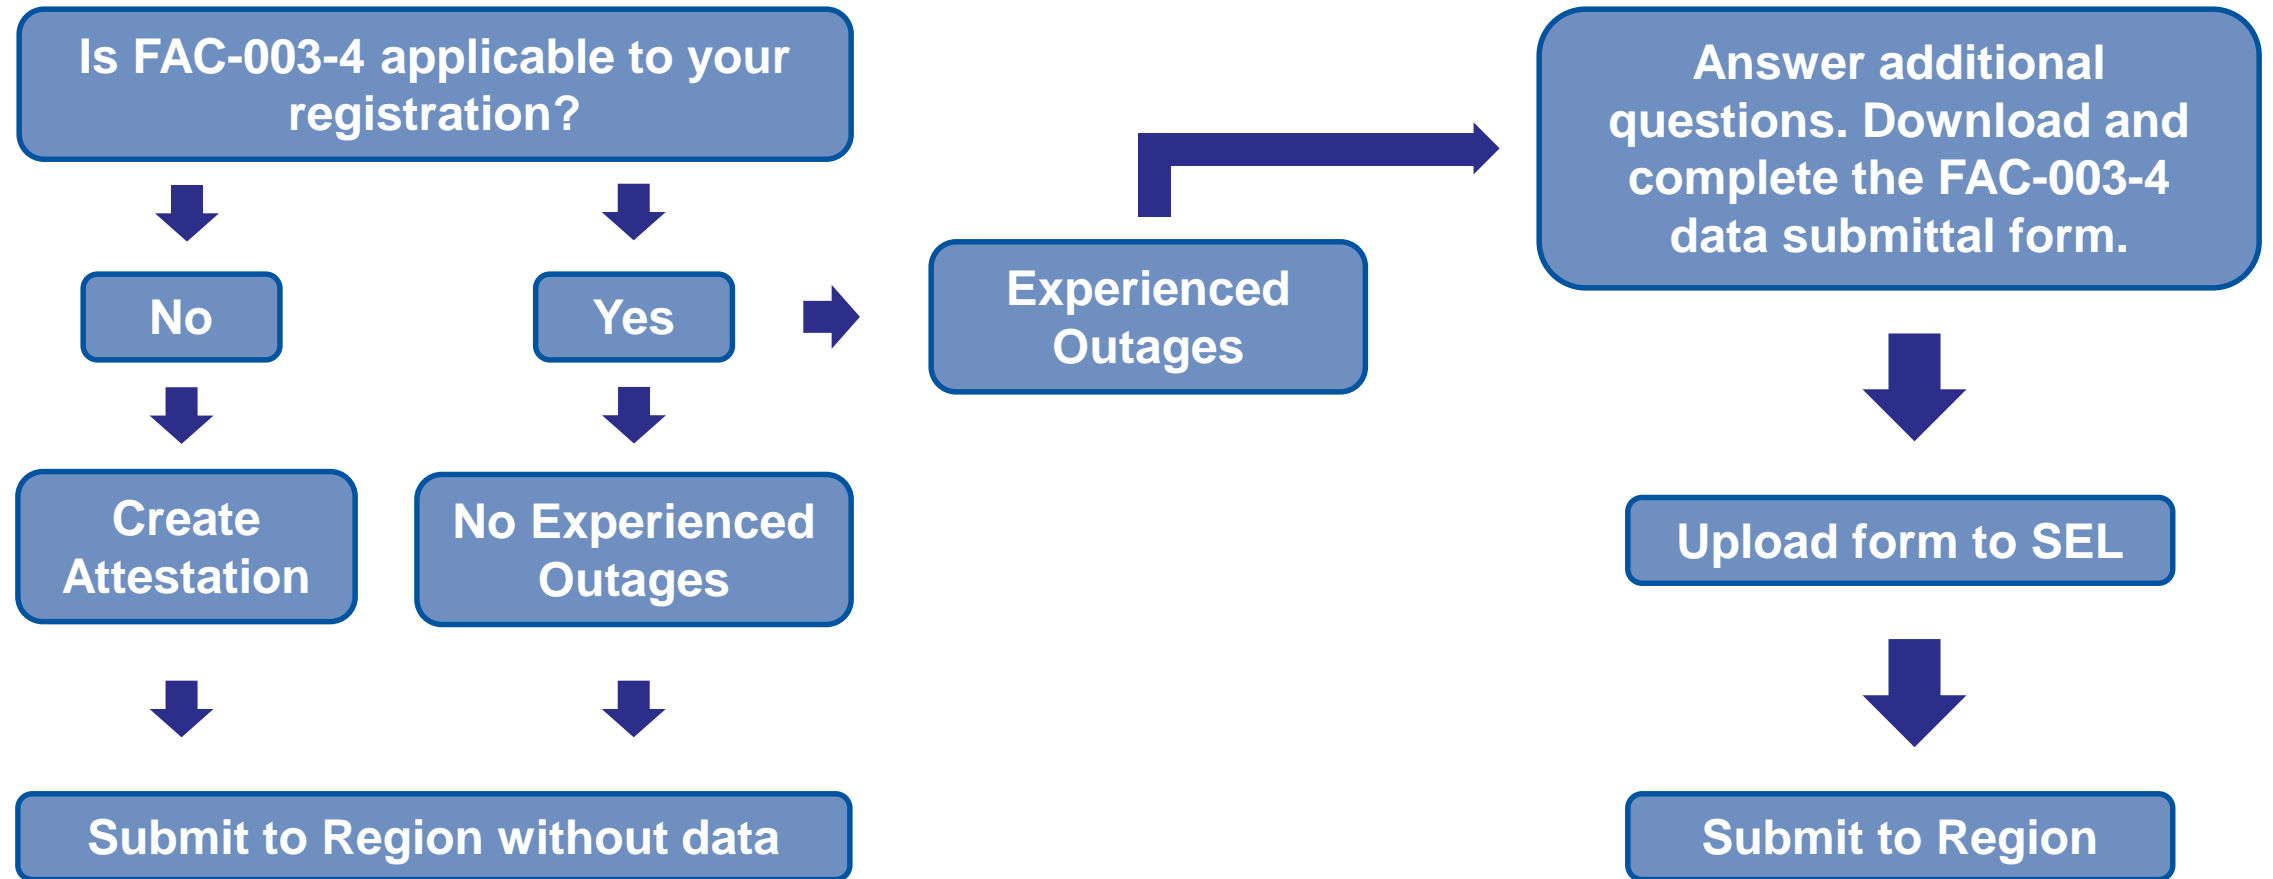 Is FAC-003-4 applicable to your
registration?
No
Yes
Create
Attestation
No Experienced
Outages
Submit to Region without data
Experienced
Outages
Answer additional
questions. Download and
complete the FAC-003-4
data submittal form.
Upload form to SEL
Submit to Region